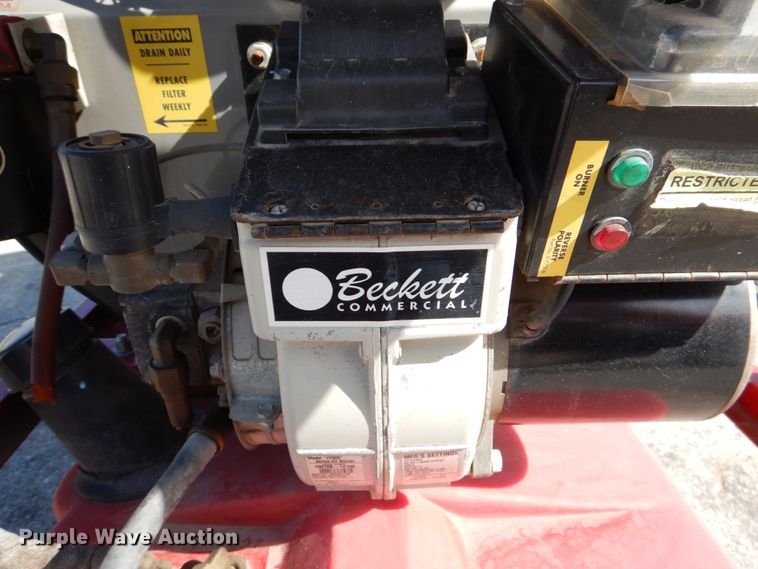 ATTENTION
DRAIN DAILY
REPLACE
FILTER
WEEKLY
BURNER
ON
REVERSE
POLARITY
RESTRICTE
Beckett
COMMERCIAL
MFG'S SETTINGS
Purple Wave Auction